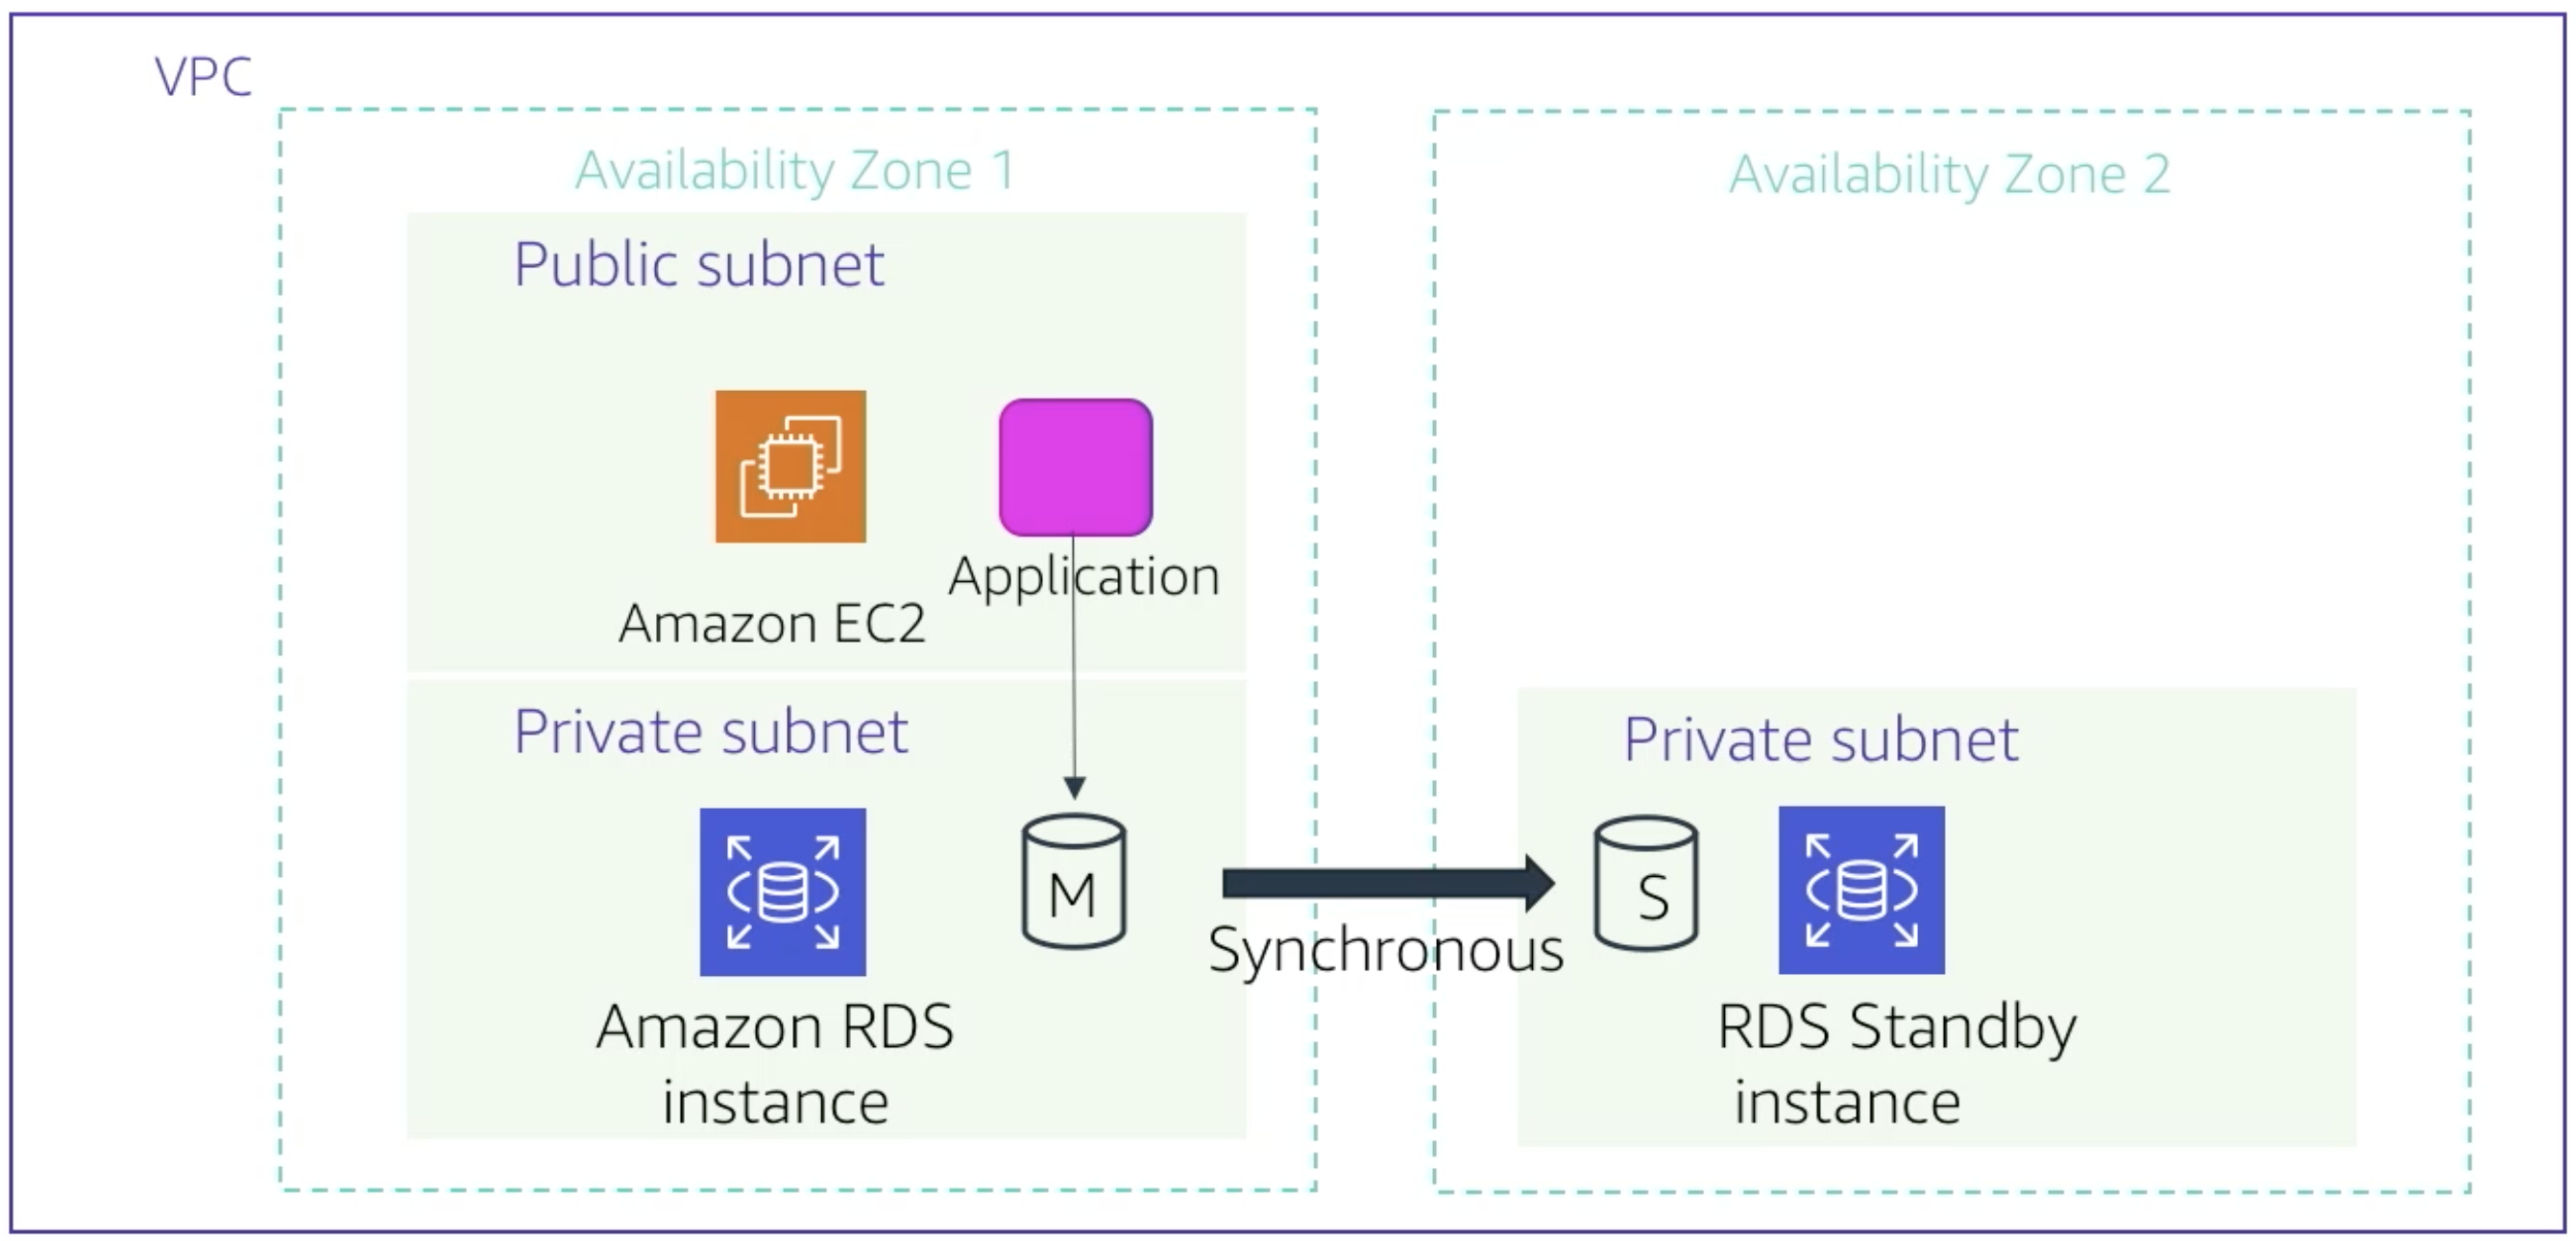 VPC
Availability Zone 1
Public subnet
Application
Amazon EC2
Private subnet
M
Amazon RDS
instance
Synchronous
Availability Zone 2
Private subnet
S
RDS Standby
instance